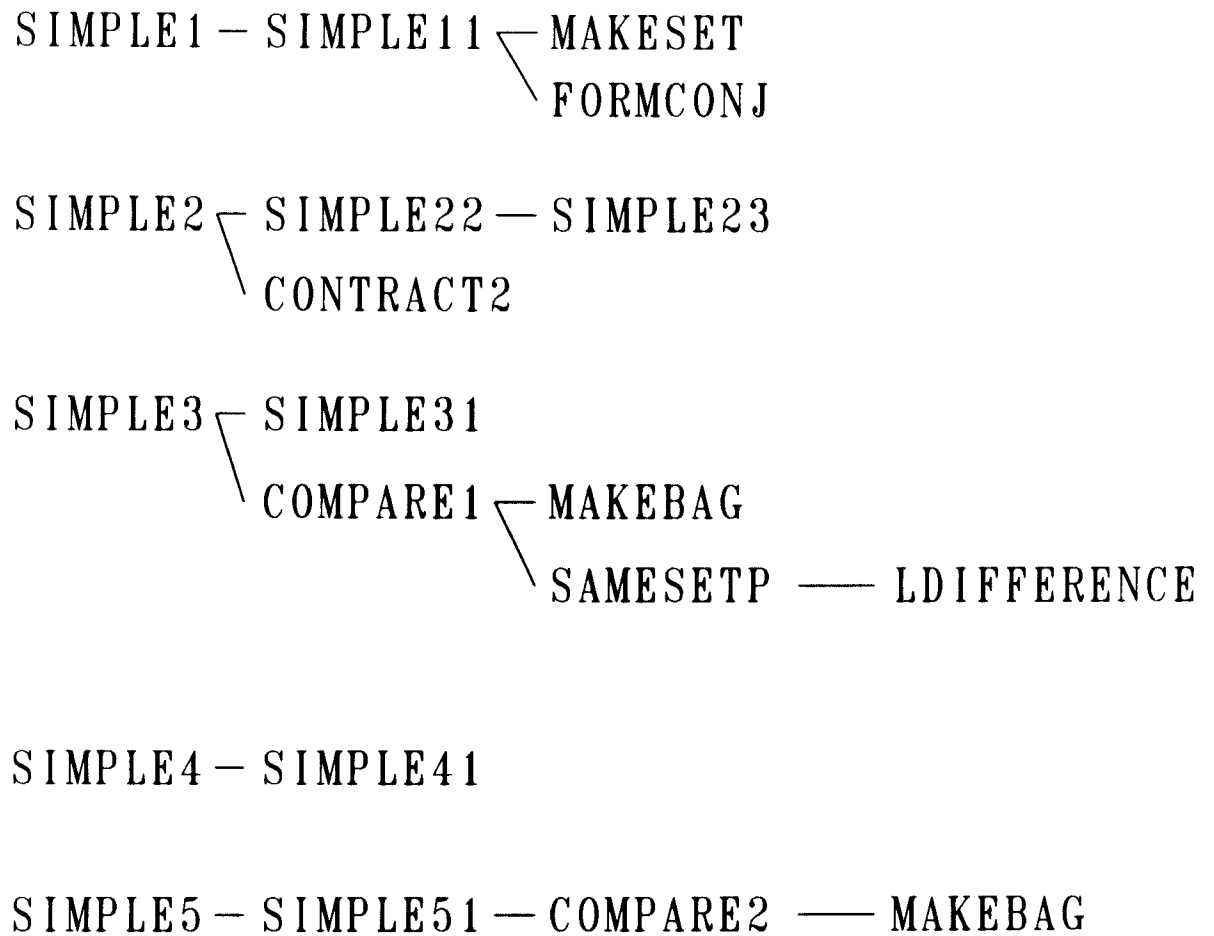 SIMPLE1 — SIMPLE11 — MAKESET
FORMCONJ
SIMPLE2 — SIMPLE22 — SIMPLE23
CONTRACT2
SIMPLE3 — SIMPLE31
COMPARE1 — MAKEBAG
SAMESETP — LDIFFERENCE
SIMPLE4 — SIMPLE41
SIMPLE5 — SIMPLE51 — COMPARE2 — MAKEBAG